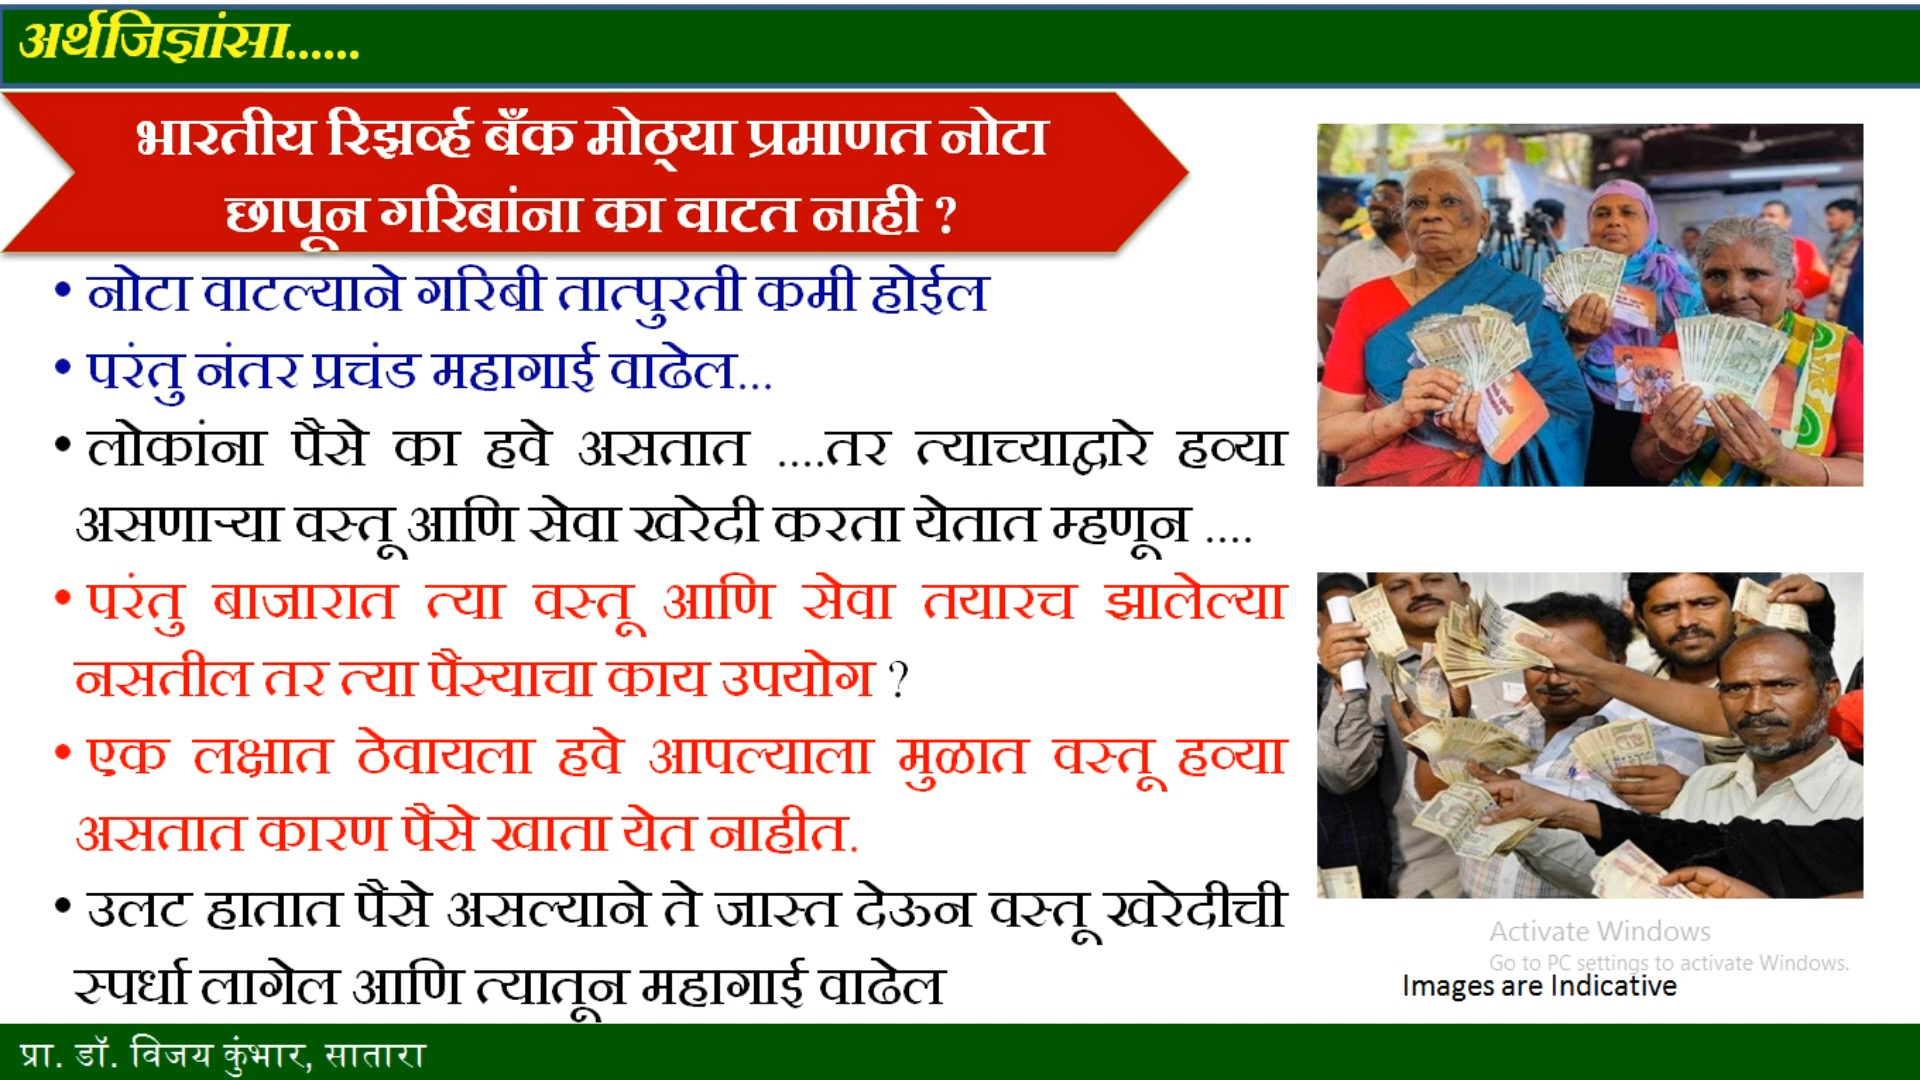 अर्थजिज्ञांसा......
भारतीय रिझर्व्ह बँक मोठ्या प्रमाणत नोटा
छापून गरिबांना का वाटत नाही ?
• नोटा वाटल्याने गरिबी तात्पुरती कमी होईल
• परंतु नंतर प्रचंड महागाई वाढेल...
• लोकांना पैसे का हवे असतात ....तर त्याच्याद्वारे हव्या
असणाऱ्या वस्तू आणि सेवा खरेदी करता येतात म्हणून ....
• परंतु बाजारात त्या वस्तू आणि सेवा तयारच झालेल्या
नसतील तर त्या पैस्याचा काय उपयोग ?
• एक लक्षात ठेवायला हवे आपल्याला मुळात वस्तू हव्या
असतात कारण पैसे खाता येत नाहीत.
• उलट हातात पैसे असल्याने ते जास्त देऊन वस्तू खरेदीची
स्पर्धा लागेल आणि त्यातून महागाई वाढेल
Activate Windows
Go to PC settings to activate Windows.
Images are Indicative
प्रा. डॉ. विजय कुंभार, सातारा